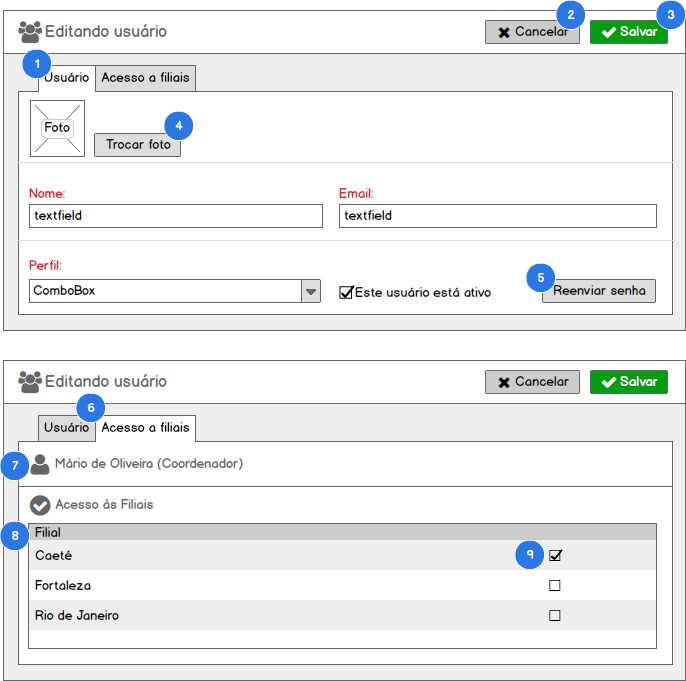 2 3
Editando usuário Cancelar Salvar
1
Usuário Acesso a filiais
4
Foto
Trocar foto
Nome: Email:
textfield textfield
Perfil:
5
ComboBox Este usuário está ativo Reenviar senha
Editando usuário Cancelar Salvar
6
Usuário Acesso a filiais
7 Mário de Oliveira (Coordenador)
Acesso às Filiais
8 Filial
Caeté 9
Fortaleza
Rio de Janeiro